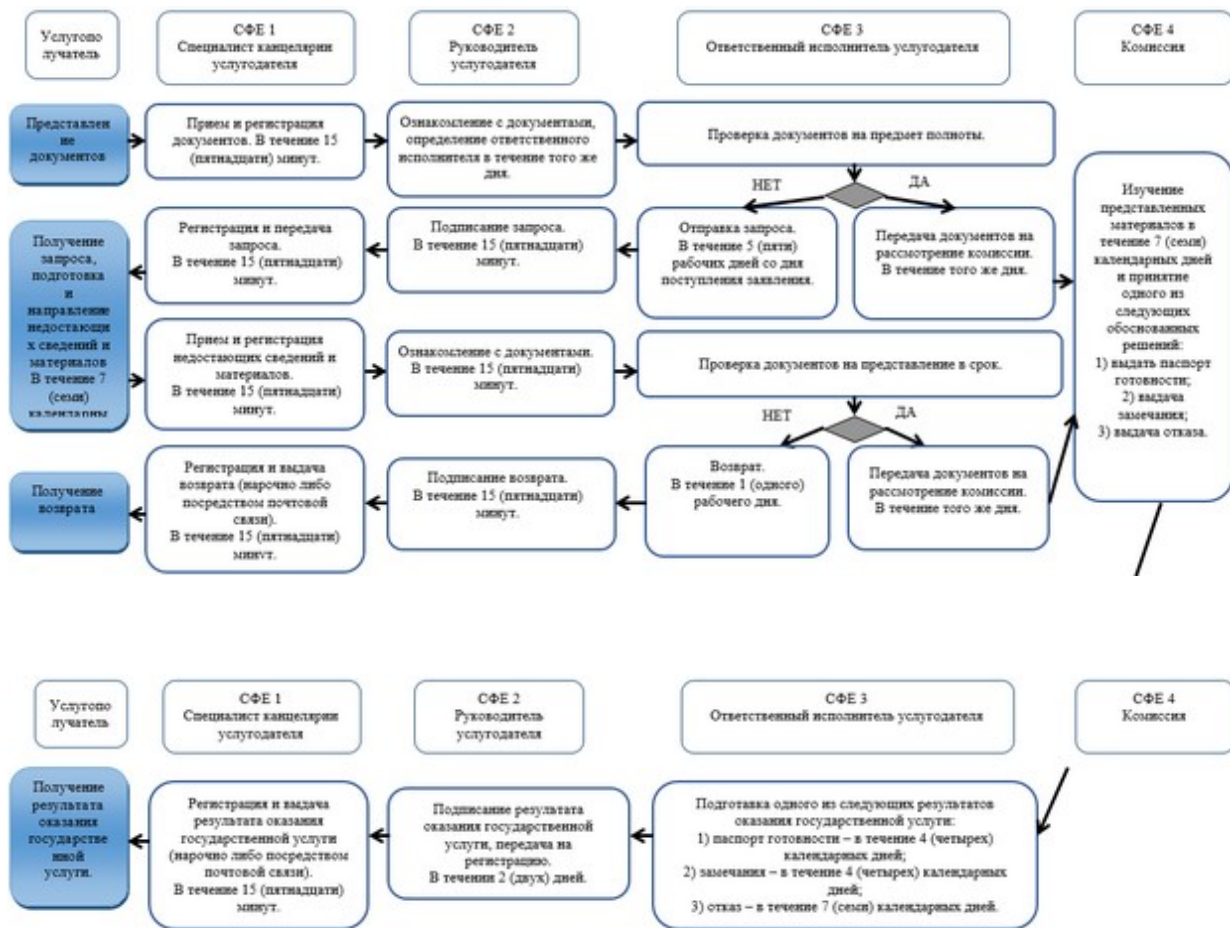 Услугопо
лучатель
СФЕ 1
Специалист канцелярии
услугодателя
СФЕ 2
Руководитель
услугодателя
СФЕ 3
Ответственный исполнитель услугодателя
СФЕ 4
Комиссия
Представлен
ие
документов
Прием и регистрация
документов. В течение 15
(пятнадцати) минут.
Ознакомление с документами,
определение ответственного
исполнителя в течение того же
дня.
Проверка документов на предмет полноты.
НЕТ
ДА
Получение
запроса,
подготовка
и
направление
недостающи
х сведений и
материалов
В течение 7
(семи)
календарны
Регистрация и передача
запроса.
В течение 15 (пятнадцати)
минут.
Подписание запроса.
В течение 15 (пятнадцати)
минут.
Отправка запроса.
В течение 5 (пяти)
рабочих дней со дня
поступления заявления.
Передача документов на
рассмотрение комиссии.
В течение того же дня.
Изучение
представленных
материалов в
течение 7 (семи)
календарных дней
и принятие
одного из
следующих
обоснованных
решений:
1) выдать паспорт
готовности;
2) выдача
замечания;
3) выдача отказа.
Прием и регистрация
недостающих сведений и
материалов.
В течение 15 (пятнадцати)
минут.
Ознакомление с документами.
В течение 15 (пятнадцати)
минут.
Проверка документов на представление в срок.
НЕТ
ДА
Получение
возврата
Регистрация и выдача
возврата (нарочно либо
посредством почтовой
связи).
В течение 15 (пятнадцати)
минут.
Подписание возврата.
В течение 15 (пятнадцати)
минут.
Возврат.
В течение 1 (одного)
рабочего дня.
Передача документов на
рассмотрение комиссии.
В течение того же дня.
Услугопо
лучатель
СФЕ 1
Специалист канцелярии
услугодателя
СФЕ 2
Руководитель
услугодателя
СФЕ 3
Ответственный исполнитель услугодателя
СФЕ 4
Комиссия
Получение
результата
оказания
государстве
нной
услуги.
Регистрация и выдача
результата оказания
государственной услуги
(нарочно либо посредством
почтовой связи).
В течение 15 (пятнадцати)
минут.
Подписание результата
оказания государственной
услуги, передача на
регистрацию.
В течении 2 (двух) дней.
Подготавка одного из следующих результатов
оказания государственной услуги:
1) паспорт готовности – в течение 4 (четырех)
календарных дней;
2) замечания – в течение 4 (четырех) календарных
дней;
3) отказ – в течение 7 (семи) календарных дней.